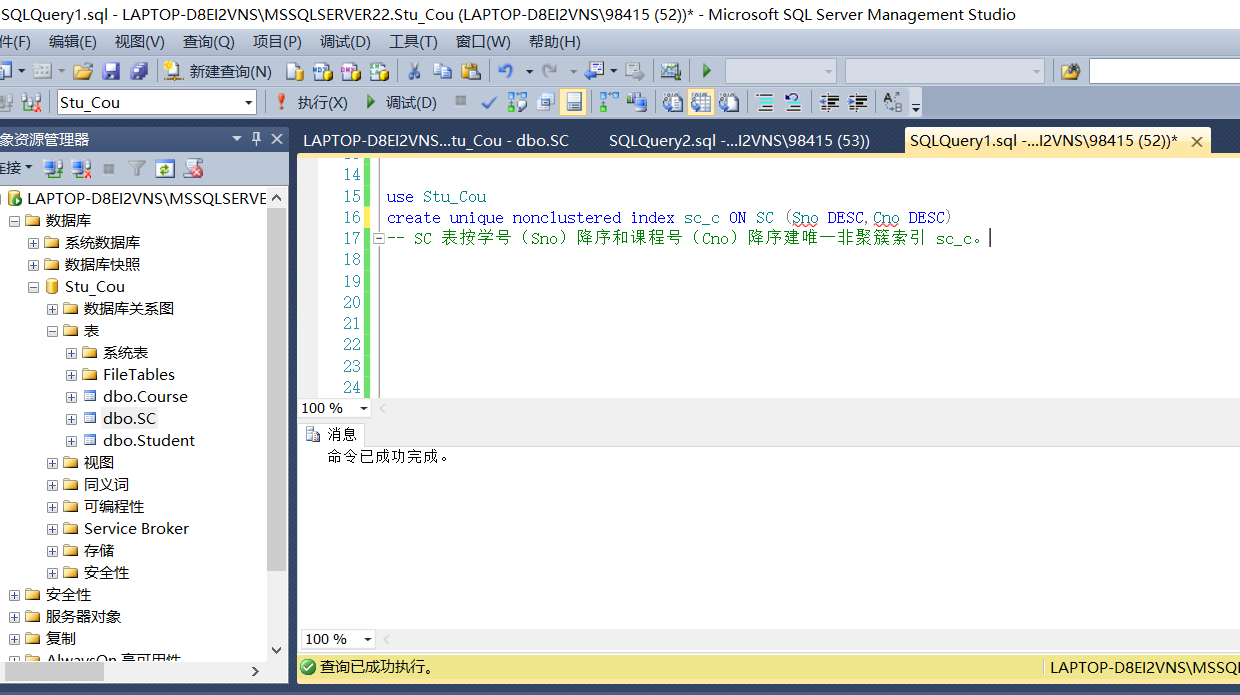 SQLQuery1.sql - LAPTOP-D8EI2VNS\MSSQLSERVER22.Stu_Cou (LAPTOP-D8EI2VNS\98415 (52))* - Microsoft SQL Server Management Studio
件(F) 编辑(E) 视图(V) 查询(Q) 项目(P) 调试(D) 工具(T) 窗口(W) 帮助(H)
新建查询(N)
Stu_Cou 执行(X) 调试(D)
象资源管理器
LAPTOP-D8EI2VNS...tu_Cou - dbo.SC SQLQuery2.sql -...I2VNS\98415 (53)) SQLQuery1.sql -...I2VNS\98415 (52))*
连接
LAPTOP-D8EI2VNS\MSSQLSERVE
数据库
系统数据库
数据库快照
Stu_Cou
数据库关系图
表
系统表
FileTables
dbo.Course
dbo.SC
dbo.Student
视图
同义词
可编程性
Service Broker
存储
安全性
安全性
服务器对象
复制
AlwaysOn 高可用性
14
15 use Stu_Cou
16 create unique nonclustered index sc_c ON SC (Sno DESC,Cno DESC)
17 -- SC 表按学号（Sno）降序和课程号（Cno）降序建唯一非聚簇索引 sc_c。
18
19
20
21
22
23
24
100 %
消息
命令已成功完成。
100 %
查询已成功执行。 LAPTOP-D8EI2VNS\MSSQ